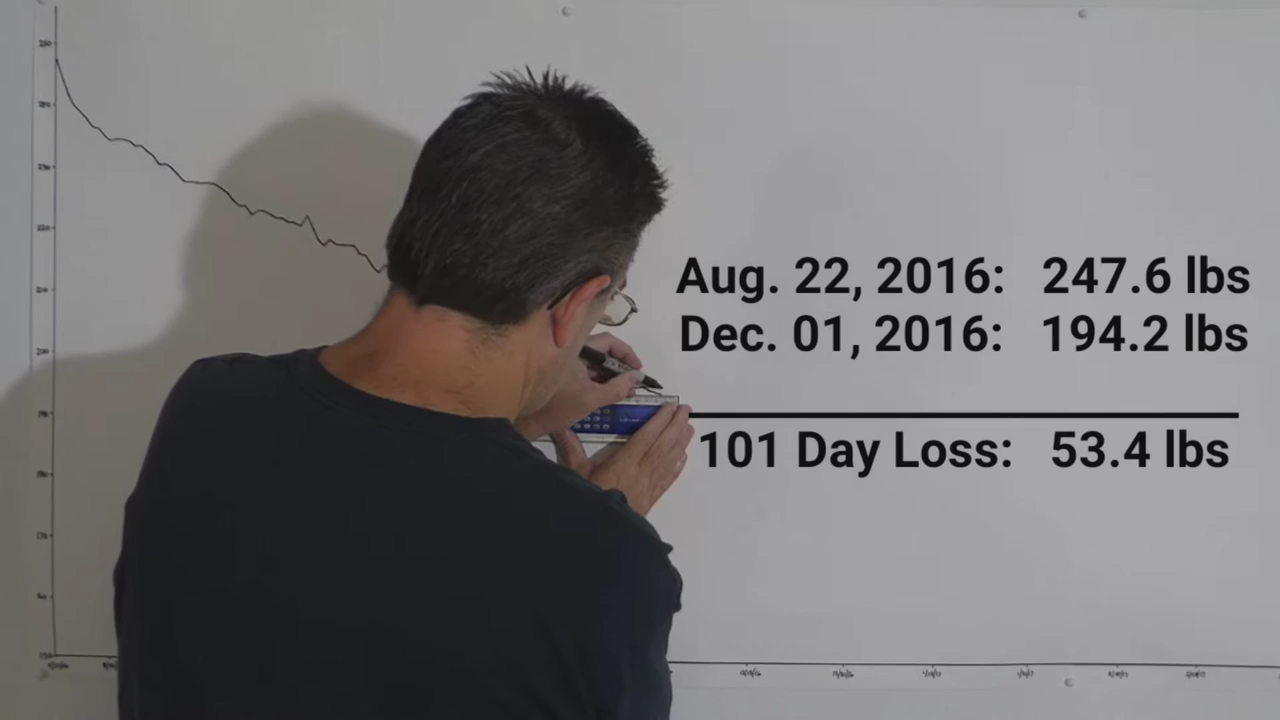 Aug. 22, 2016: 247.6 lbs
Dec. 01, 2016: 194.2 lbs
101 Day Loss: 53.4 lbs